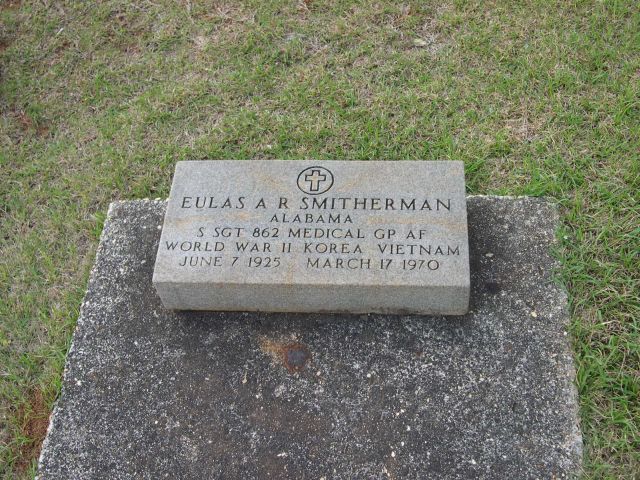 EULAS A R SMITHERMAN
ALABAMA
S SGT 862 MEDICAL GP AF
WORLD WAR II KOREA VIETNAM
JUNE 7 1925 MARCH 17 1970